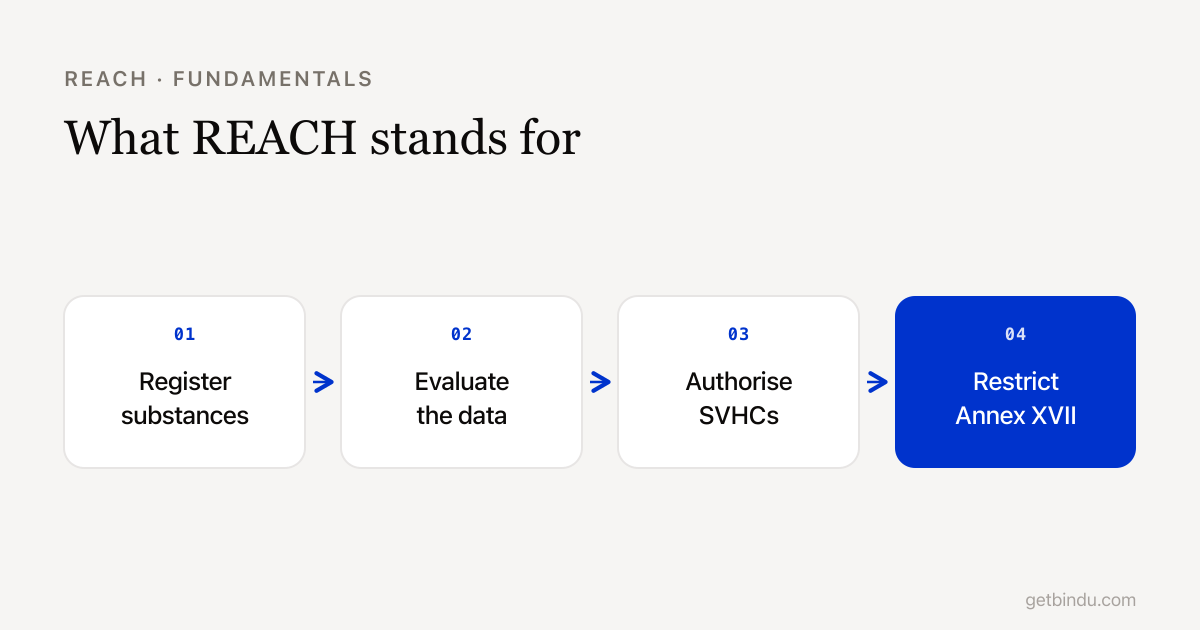 REACH · FUNDAMENTALS
What REACH stands for
01
Register
substances
02
Evaluate
the data
03
Authorise
SVHCs
04
Restrict
Annex XVII
getbindu.com